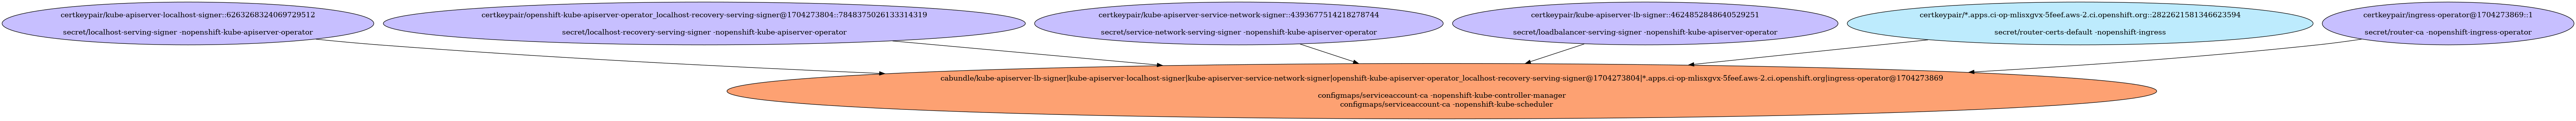 certkeypair/kube-apiserver-localhost-signer::6263268324069729512
secret/localhost-serving-signer -nopenshift-kube-apiserver-operator
certkeypair/openshift-kube-apiserver-operator_localhost-recovery-serving-signer@1704273804::7848375026133314319
secret/localhost-recovery-serving-signer -nopenshift-kube-apiserver-operator
certkeypair/kube-apiserver-service-network-signer::4393677514218278744
secret/service-network-serving-signer -nopenshift-kube-apiserver-operator
certkeypair/kube-apiserver-lb-signer::4624852848640529251
secret/loadbalancer-serving-signer -nopenshift-kube-apiserver-operator
certkeypair/*.apps.ci-op-mlisxgvx-5feef.aws-2.ci.openshift.org::2822621581346623594
secret/router-certs-default -nopenshift-ingress
certkeypair/ingress-operator@1704273869::1
secret/router-ca -nopenshift-ingress-operator
cabundle/kube-apiserver-lb-signer|kube-apiserver-localhost-signer|kube-apiserver-service-network-signer|openshift-kube-apiserver-operator_localhost-recovery-serving-signer@1704273804|*.apps.ci-op-mlisxgvx-5feef.aws-2.ci.openshift.org|ingress-operator@1704273869
configmaps/serviceaccount-ca -nopenshift-kube-controller-manager
configmaps/serviceaccount-ca -nopenshift-kube-scheduler